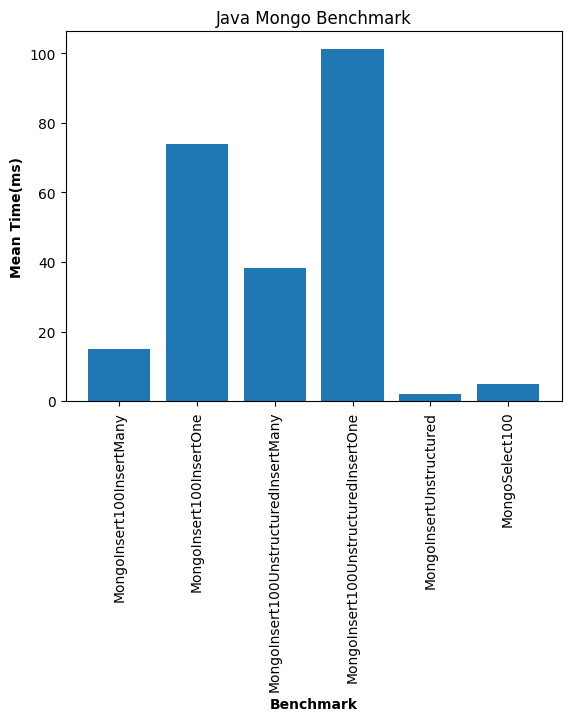 Java Mongo Benchmark
Mean Time(ms)
100
80
60
40
20
0
MongoInsert100InsertMany
MongoInsert100InsertOne
MongoInsert100UnstructuredInsertMany
MongoInsert100UnstructuredInsertOne
MongoInsertUnstructured
MongoSelect100
Benchmark